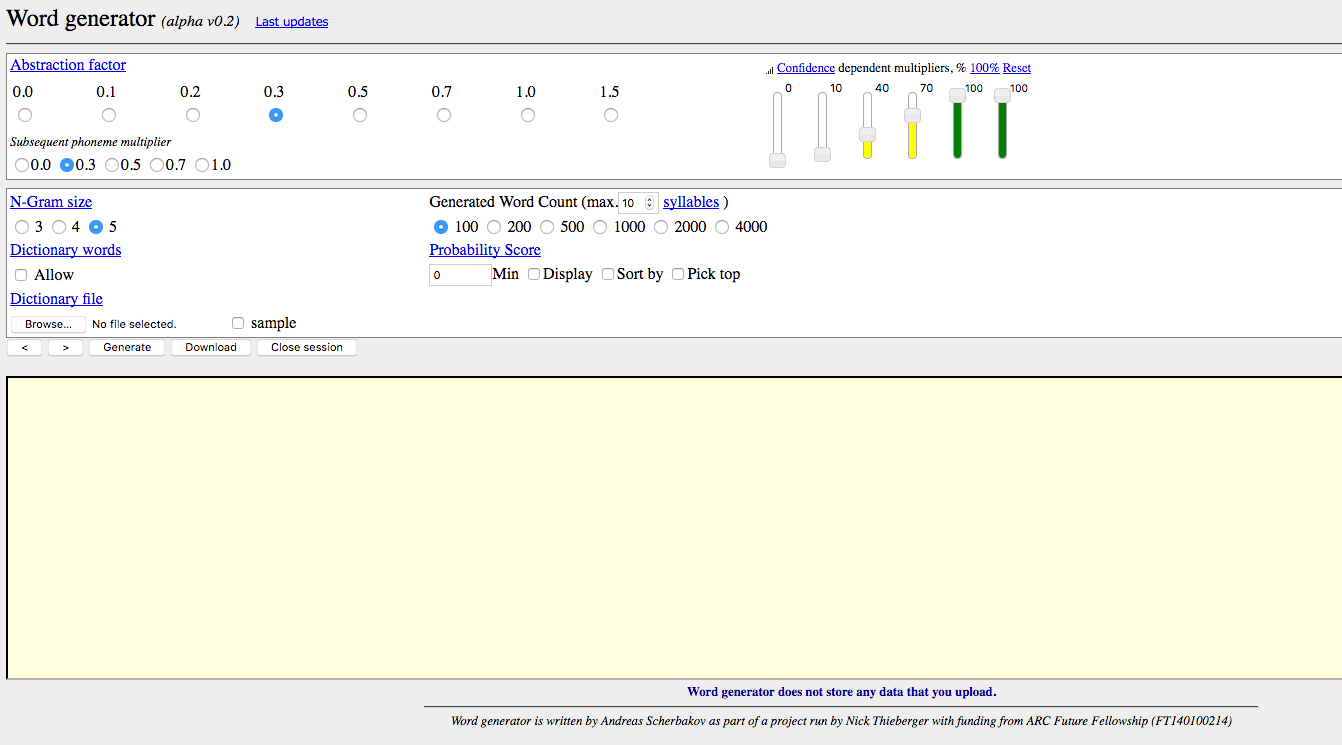 Word generator (alpha v0.2) Last updates
Abstraction factor
0.0 0.1 0.2 0.3 0.5 0.7 1.0 1.5
Subsequent phoneme multiplier
0.0 0.3 0.5 0.7 1.0
Confidence dependent multipliers, % 100% Reset
0 10 40 70 100 100
N-Gram size
3 4 5
Dictionary words
Allow
Dictionary file
Browse... No file selected. sample
Generated Word Count (max. 10 syllables )
100 200 500 1000 2000 4000
Probability Score
0 Min Display Sort by Pick top
< > Generate Download Close session
Word generator does not store any data that you upload.
Word generator is written by Andreas Scherbakov as part of a project run by Nick Thieberger with funding from ARC Future Fellowship (FT140100214)